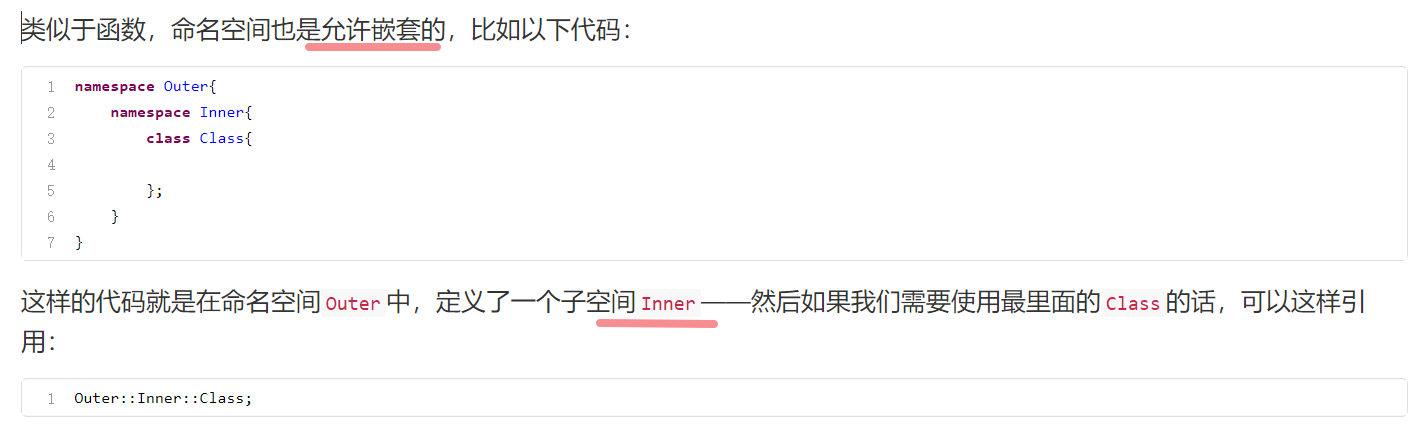 类似于函数，命名空间也是允许嵌套的，比如以下代码：
1 namespace Outer{
2     namespace Inner{
3         class Class{
4
5         };
6     }
7 }
这样的代码就是在命名空间 Outer 中，定义了一个子空间 Inner ——然后如果我们需要使用最里面的 Class 的话，可以这样引
用：
1 Outer::Inner::Class;